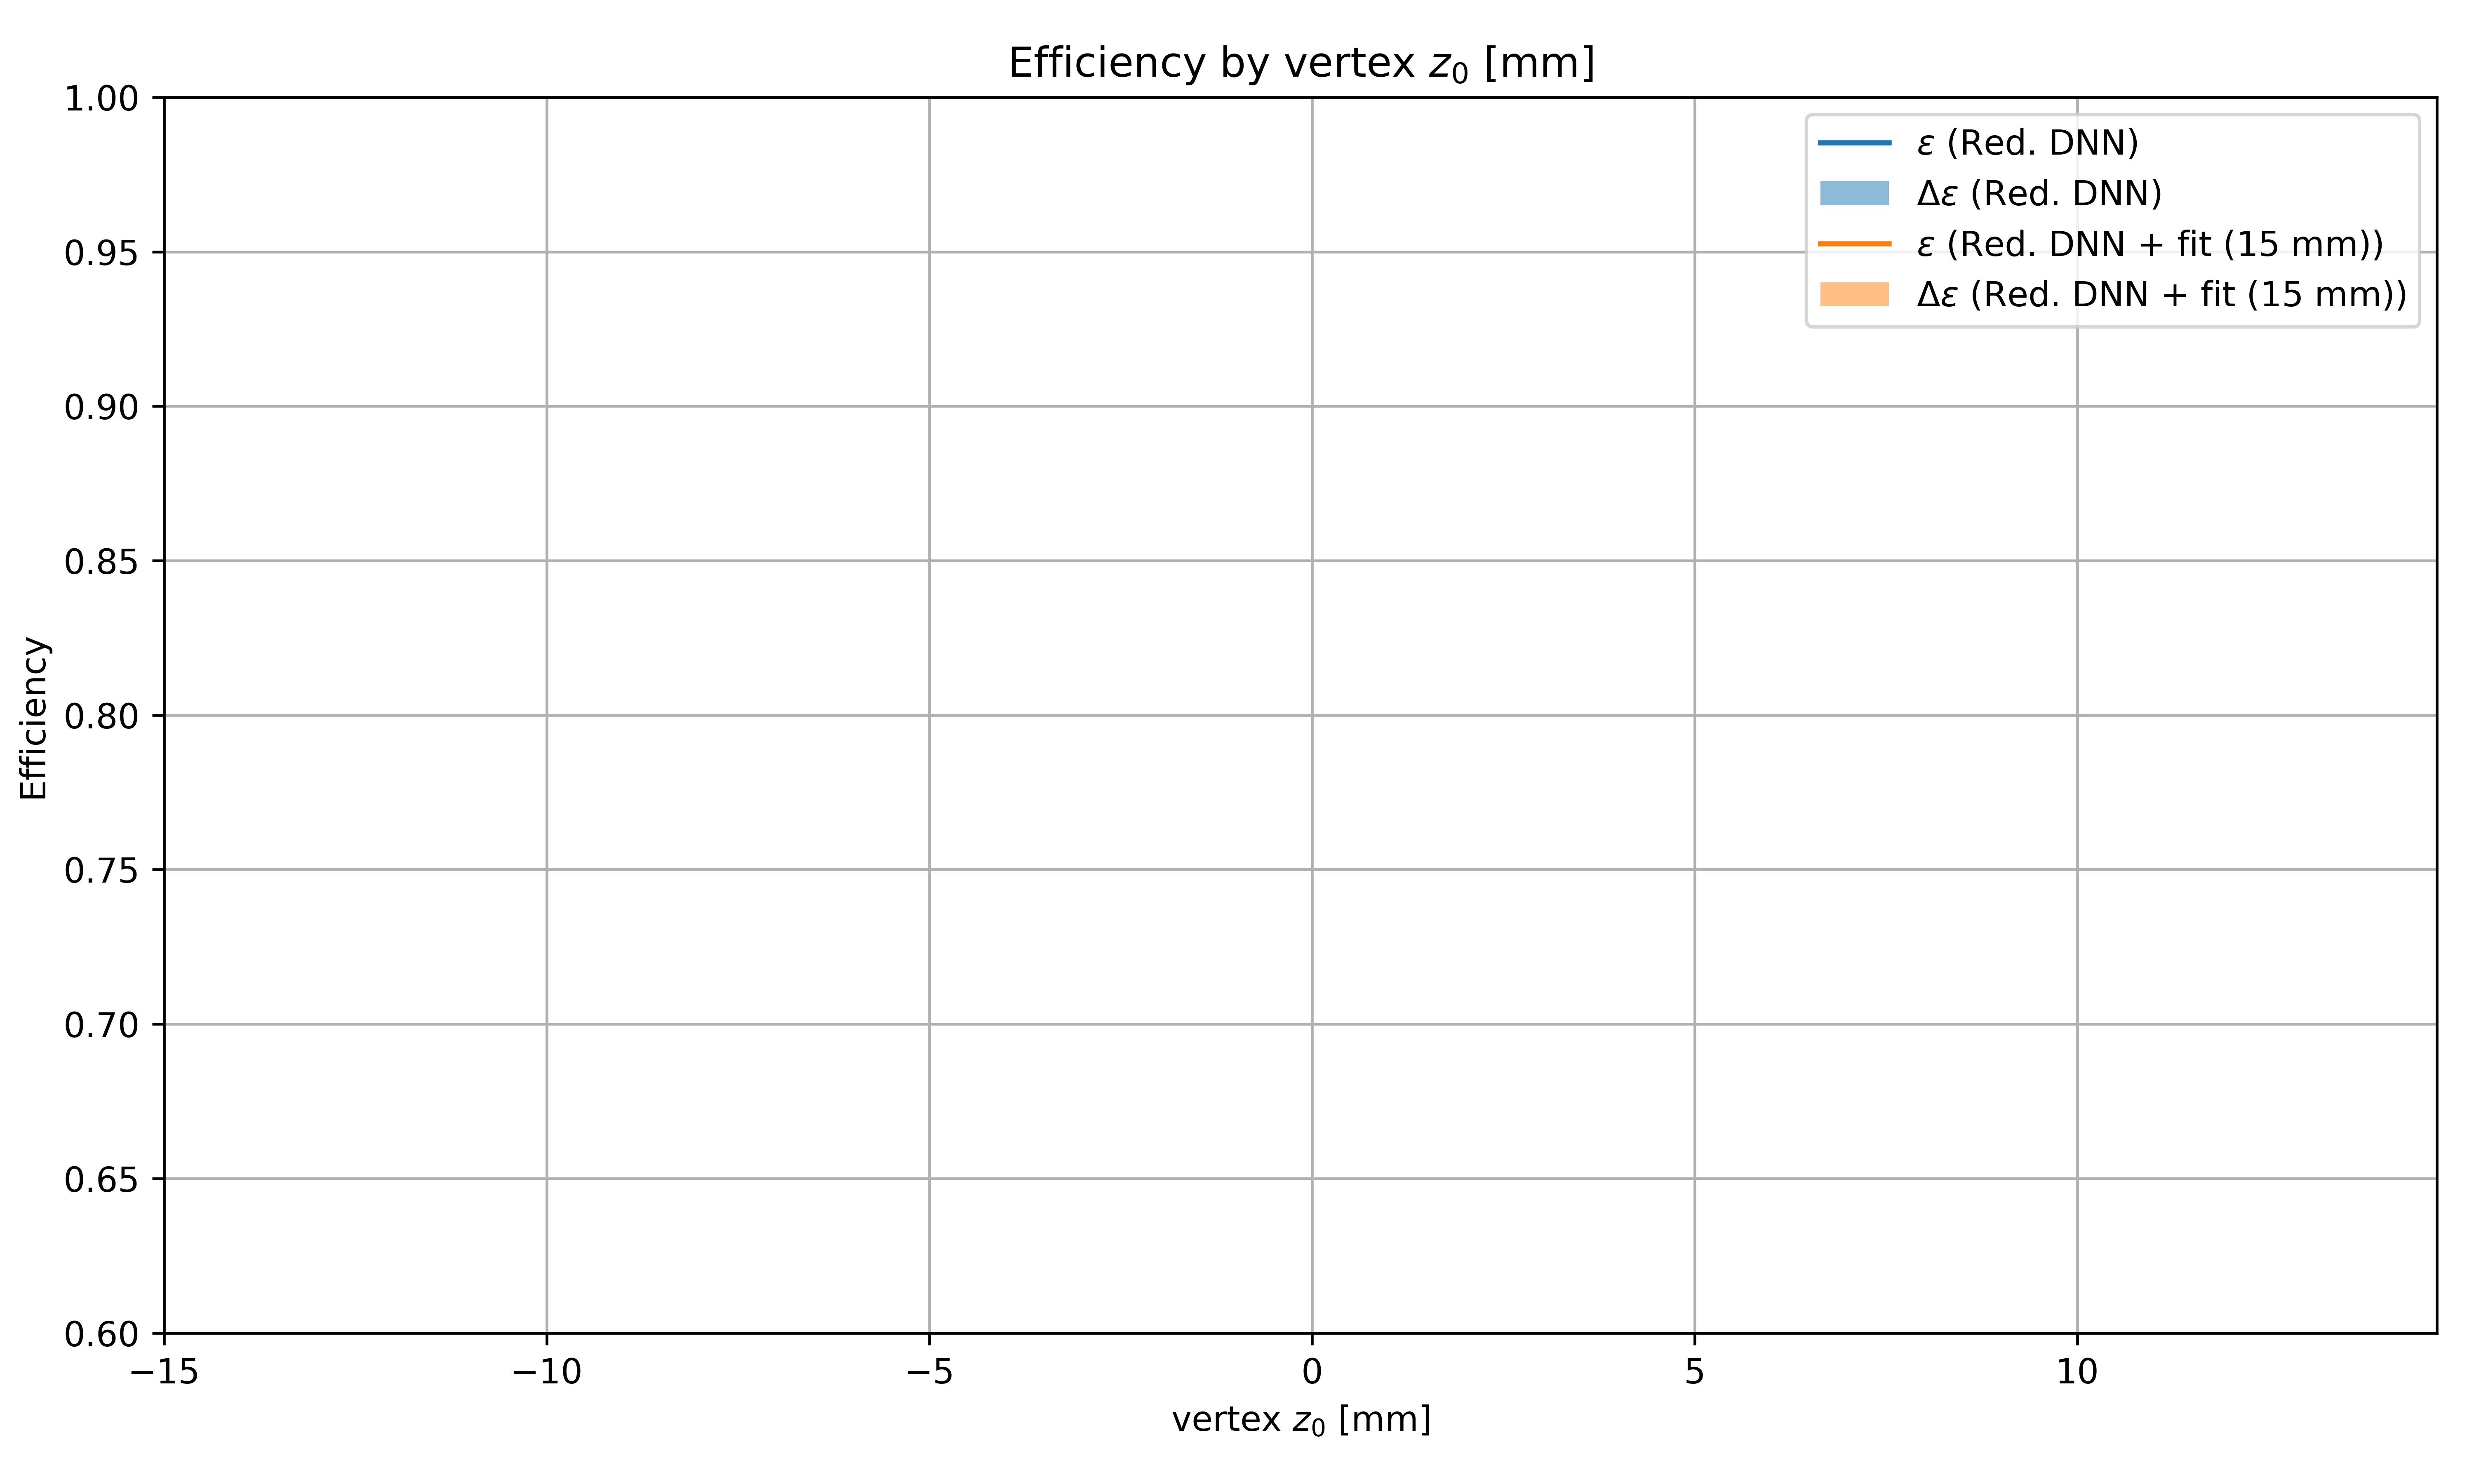 Efficiency by vertex z₀ [mm]
1.00
0.95
0.90
0.85
0.80
0.75
0.70
0.65
0.60
Efficiency
ε (Red. DNN)
Δε (Red. DNN)
ε (Red. DNN + fit (15 mm))
Δε (Red. DNN + fit (15 mm))
−15 −10 −5 0 5 10
vertex z₀ [mm]